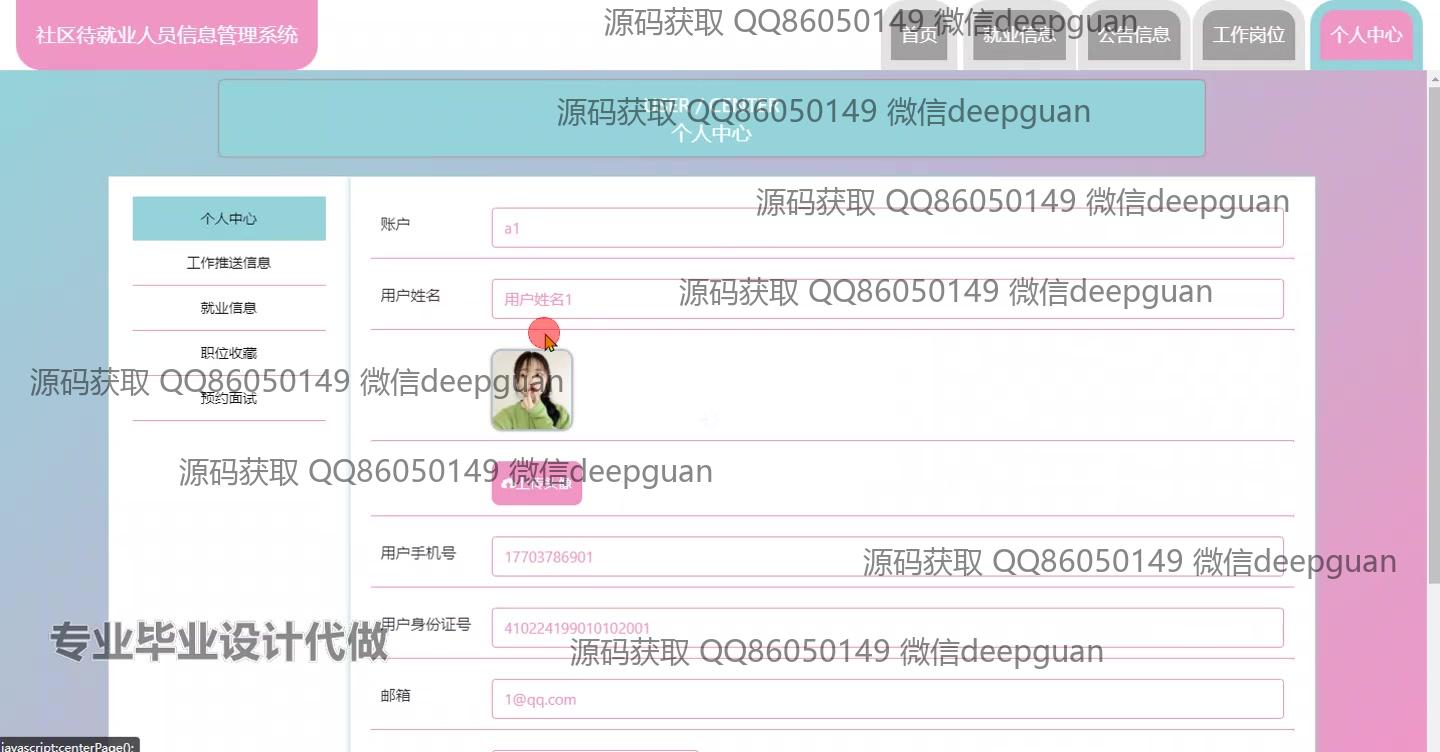 社区待就业人员信息管理系统
源码获取 QQ86050149 微信deepguan
首页
就业信息
公告信息
工作岗位
个人中心
USER / CENTER
源码获取 QQ86050149 微信deepguan
个人中心
个人中心
工作推送信息
就业信息
职位收藏
预约面试
源码获取 QQ86050149 微信deepguan
账户
a1
用户姓名
用户姓名1
源码获取 QQ86050149 微信deepguan
源码获取 QQ86050149 微信deepguan
源码获取 QQ86050149 微信deepguan
上传头像
用户手机号
17703786901
源码获取 QQ86050149 微信deepguan
用户身份证号
410224199010102001
专业毕业设计代做
源码获取 QQ86050149 微信deepguan
邮箱
1@qq.com
javascript:centerPage();